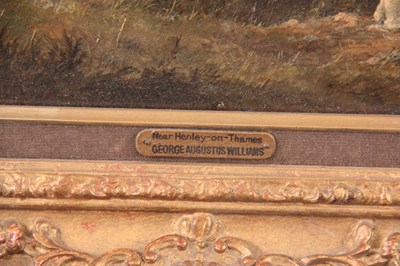 Near Henley-on-Thames
GEORGE AUGUSTUS WILLIAMS